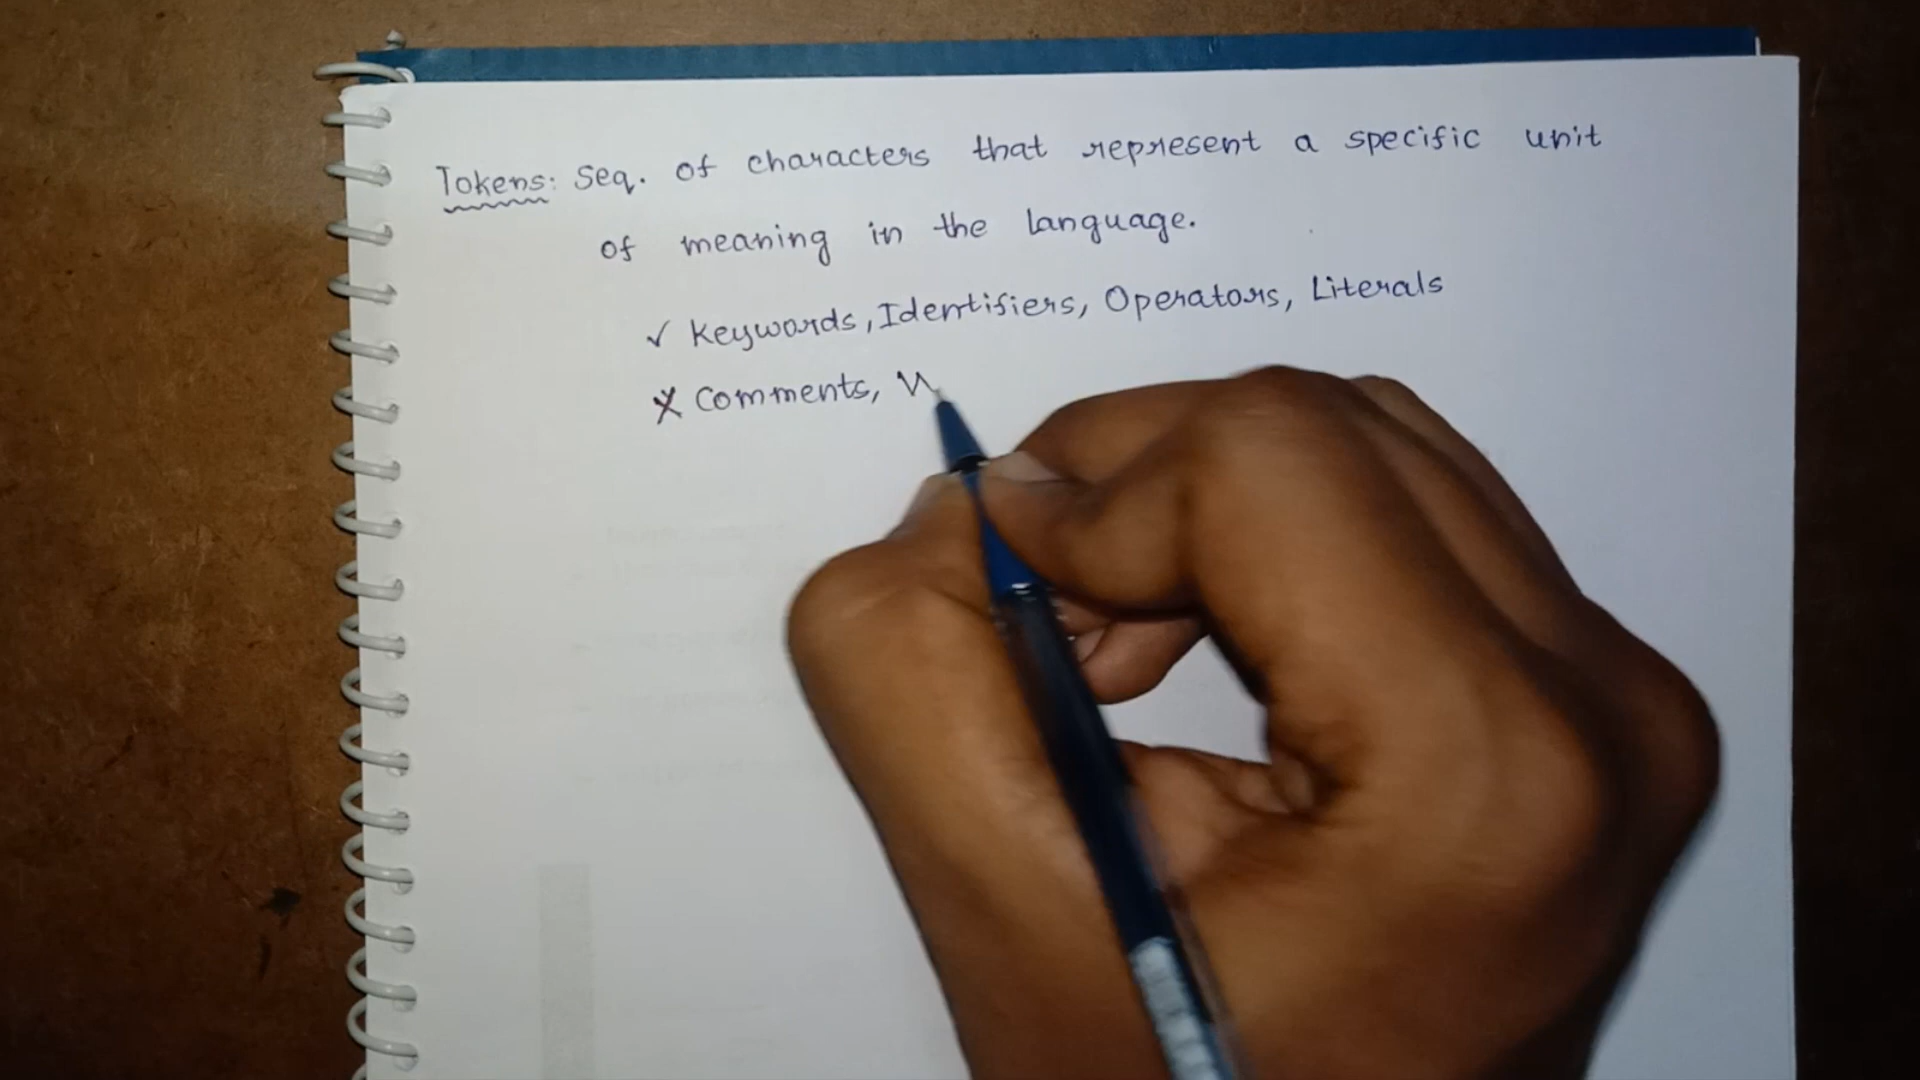 Tokens: Seq. of characters that represent a specific unit
of meaning in the language.
✓ Keywords, Identifiers, Operators, Literals
X Comments, W